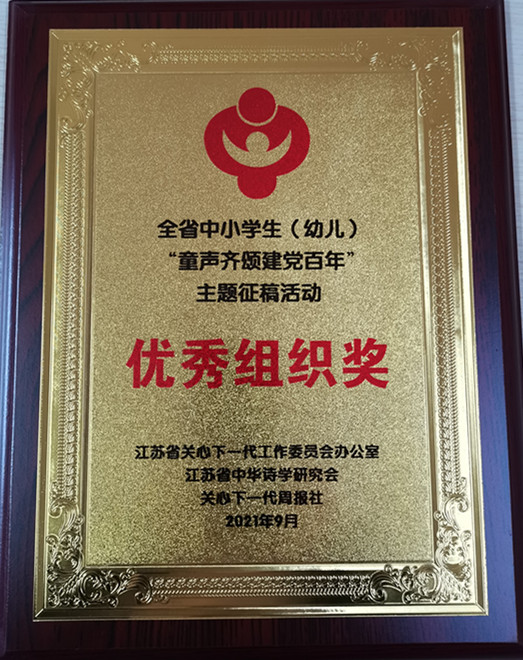 全省中小学生（幼儿）
“童声齐颂建党百年”
主题征稿活动
优秀组织奖
江苏省关心下一代工作委员会办公室
江苏省中华诗学研究会
关心下一代周报社
2021年9月